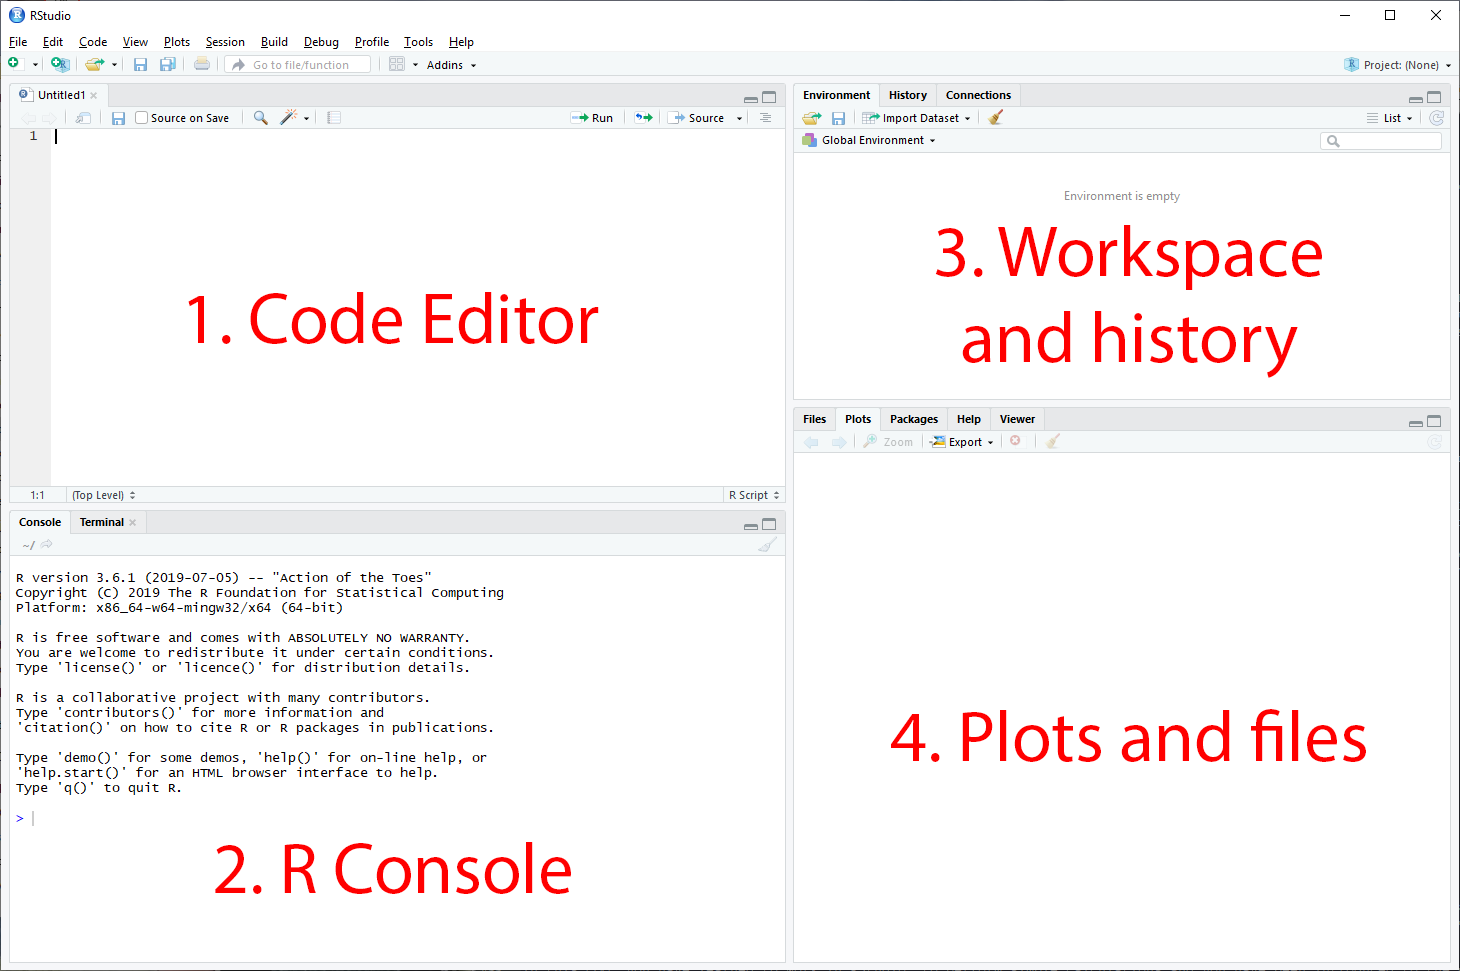 RStudio
File Edit Code View Plots Session Build Debug Profile Tools Help
Go to file/function Addins Project: (None)
Untitled1
Source on Save Run Source
1
1. Code Editor
1:1 (Top Level) R Script
Console Terminal
~/
R version 3.6.1 (2019-07-05) -- "Action of the Toes"
Copyright (C) 2019 The R Foundation for Statistical Computing
Platform: x86_64-w64-mingw32/x64 (64-bit)
R is free software and comes with ABSOLUTELY NO WARRANTY.
You are welcome to redistribute it under certain conditions.
Type 'license()' or 'licence()' for distribution details.
R is a collaborative project with many contributors.
Type 'contributors()' for more information and
'citation()' on how to cite R or R packages in publications.
Type 'demo()' for some demos, 'help()' for on-line help, or
'help.start()' for an HTML browser interface to help.
Type 'q()' to quit R.
>
2. R Console
Environment History Connections
Import Dataset List
Global Environment
Environment is empty
3. Workspace
and history
Files Plots Packages Help Viewer
Zoom Export
4. Plots and files